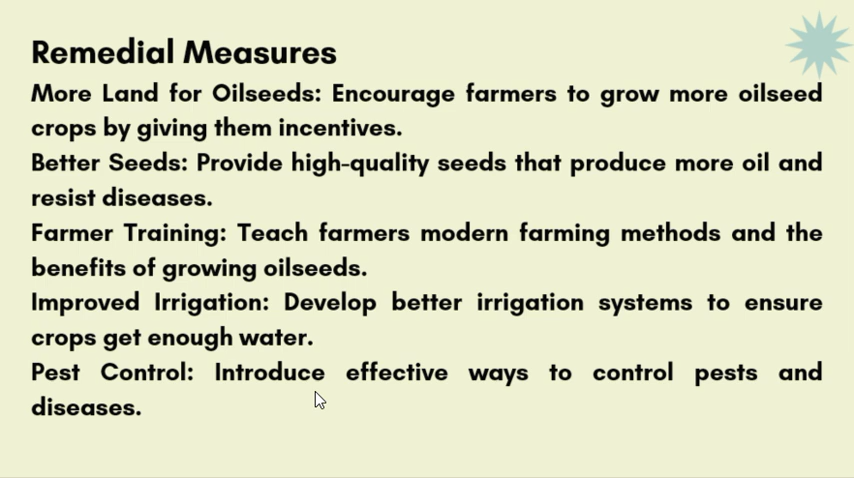 Remedial Measures
More Land for Oilseeds: Encourage farmers to grow more oilseed
crops by giving them incentives.
Better Seeds: Provide high-quality seeds that produce more oil and
resist diseases.
Farmer Training: Teach farmers modern farming methods and the
benefits of growing oilseeds.
Improved Irrigation: Develop better irrigation systems to ensure
crops get enough water.
Pest Control: Introduce effective ways to control pests and
diseases.